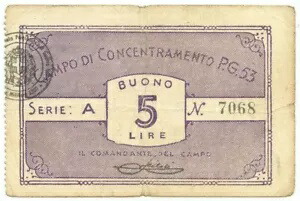 CAMPO DI CONCENTRAMENTO P.G. 53
BUONO
SERIE: A 5 N. 7068
LIRE
IL COMANDANTE DEL CAMPO